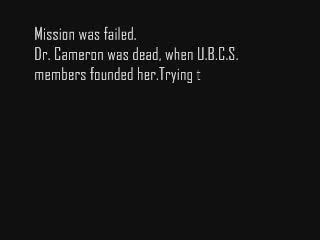 Mission was failed.
Dr. Cameron was dead, when U.B.C.S.
members founded her.Trying t